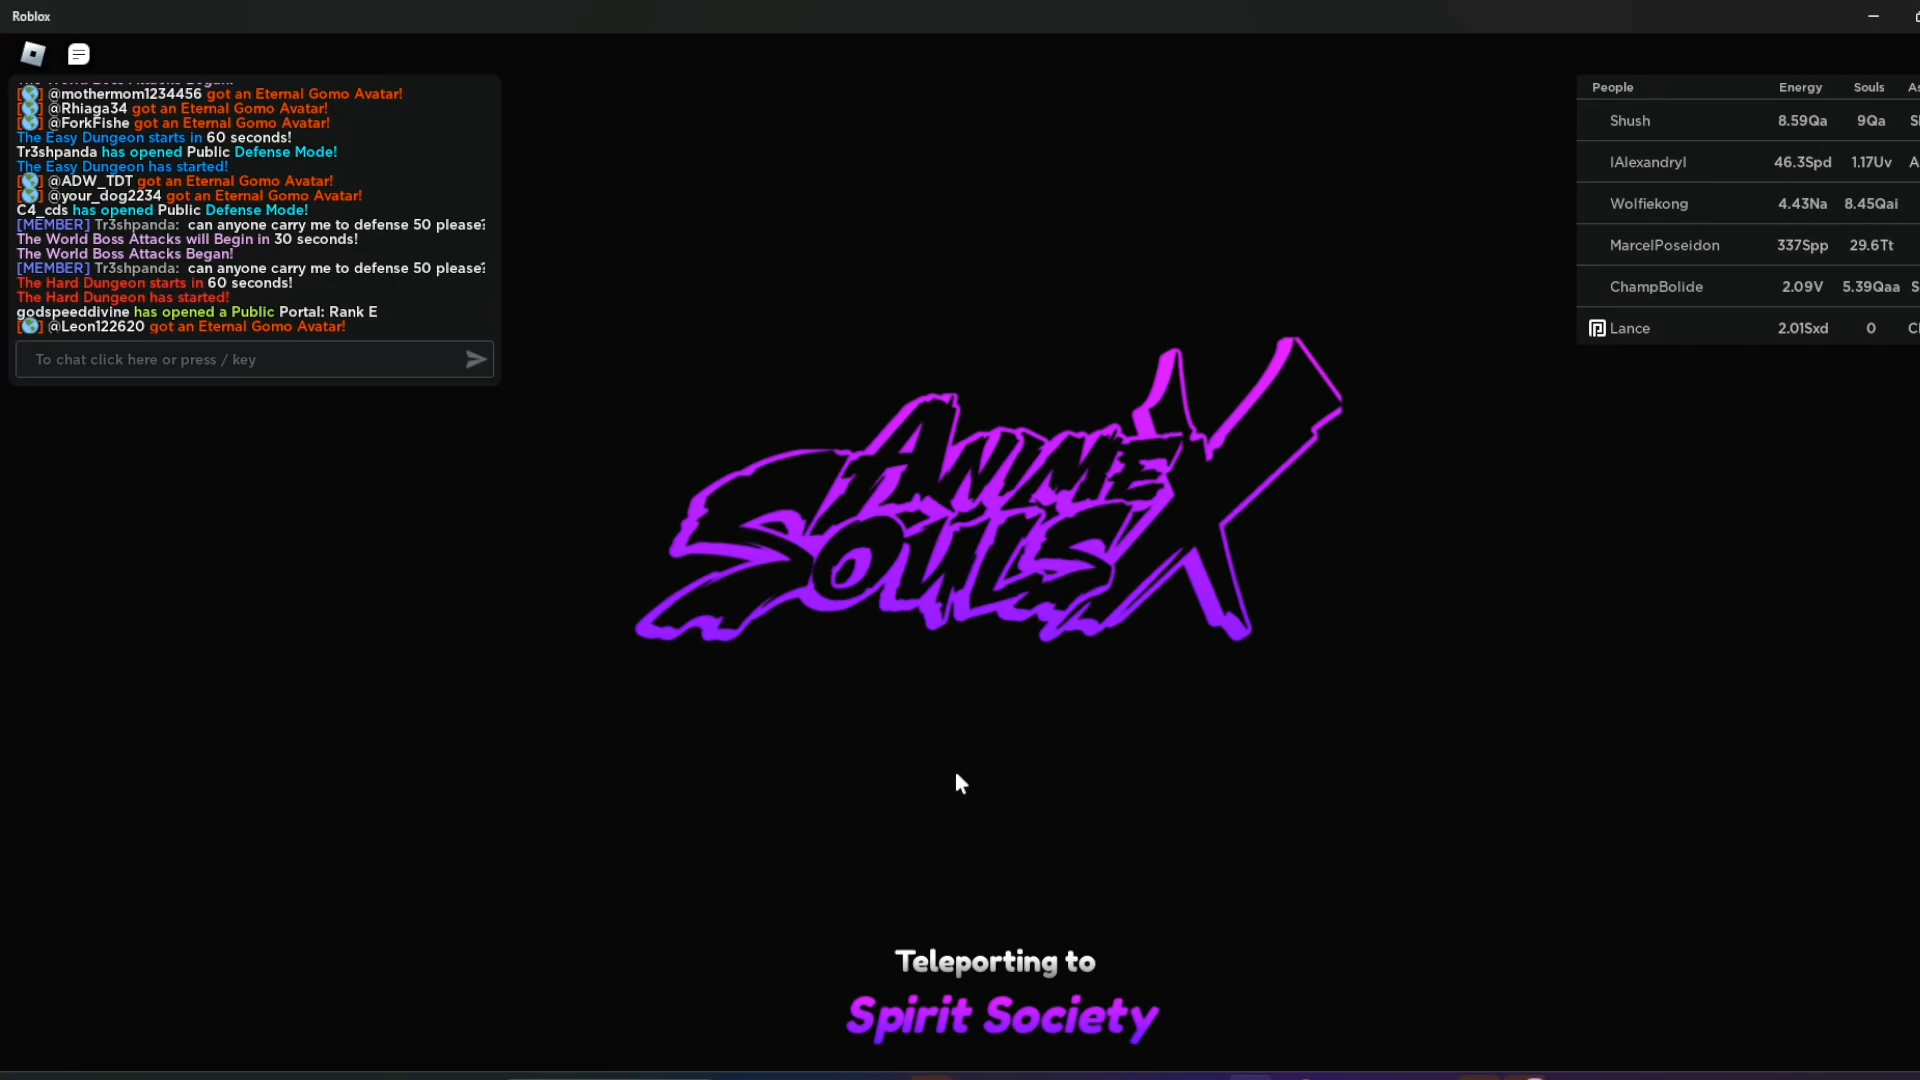 Roblox
@mothermom1234456 got an Eternal Gomo Avatar!
@Rhiaga34 got an Eternal Gomo Avatar!
@ForkFishe got an Eternal Gomo Avatar!
The Easy Dungeon starts in 60 seconds!
Tr3shpanda has opened Public Defense Mode!
The Easy Dungeon has started!
@ADW_TDT got an Eternal Gomo Avatar!
@your_dog2234 got an Eternal Gomo Avatar!
C4_cds has opened Public Defense Mode!
[MEMBER] Tr3shpanda: can anyone carry me to defense 50 please?
The World Boss Attacks will Begin in 30 seconds!
The World Boss Attacks Began!
[MEMBER] Tr3shpanda: can anyone carry me to defense 50 please?
The Hard Dungeon starts in 60 seconds!
The Hard Dungeon has started!
godspeeddivine has opened a Public Portal: Rank E
@Leon122620 got an Eternal Gomo Avatar!
To chat click here or press / key
People Energy Souls
Shush 8.59Qa 9Qa
lAlexandryl 46.3Spd 1.17Uv
Wolfiekong 4.43Na 8.45Qai
MarcelPoseidon 337Spp 29.6Tt
ChampBolide 2.09V 5.39Qaa
Lance 2.01Sxd 0
ANIME
SOULS X
Teleporting to
Spirit Society